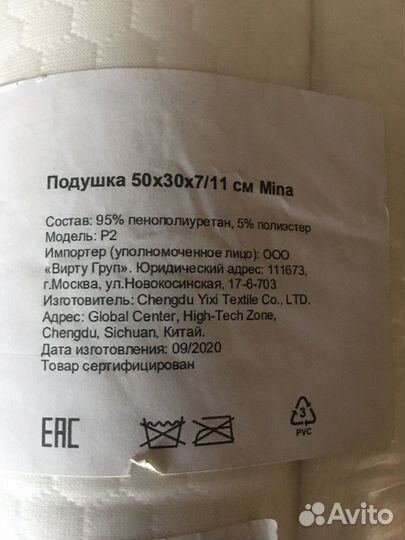 Подушка 50x30x7/11 см Mina
Состав: 95% пенополиуретан, 5% полиэстер
Модель: P2
Импортер (уполномоченное лицо): ООО
«Вирту Груп». Юридический адрес: 111673,
г.Москва, ул.Новокосинская, 17-6-703
Изготовитель: Chengdu Yixi Textile Co., LTD.
Адрес: Global Center, High-Tech Zone,
Chengdu, Sichuan, Китай.
Дата изготовления: 09/2020
Товар сертифицирован
EAC
3
PVC
Avito